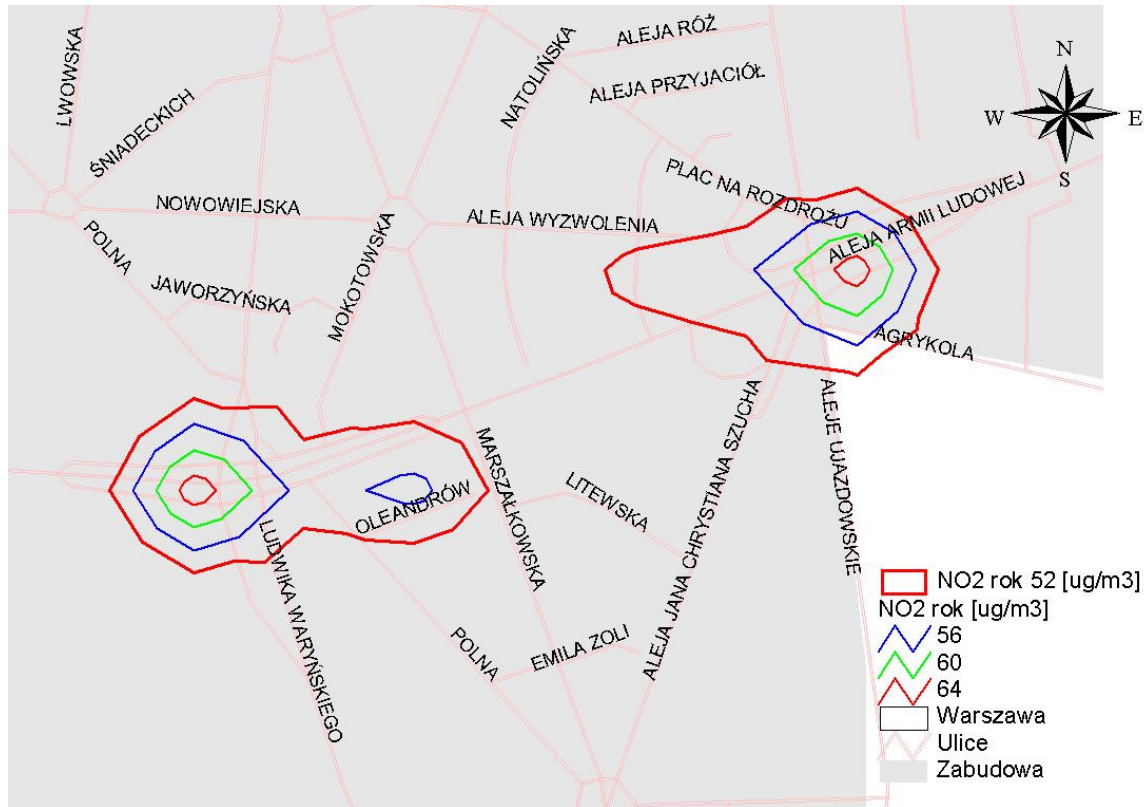 LWOWSKA
ŚNIADECKICH
NATOLIŃSKA
ALEJA RÓŻ
ALEJA PRZYJACIÓŁ
N
W
E
S
PLAC NA ROZDROŻU
ALEJA ARMII LUDOWEJ
NOWOWIEJSKA
ALEJA WYZWOLENIA
POLNA
JAWORZYŃSKA
MOKOTOWSKA
AGRYKOLA
MARSZAŁKOWSKA
ALEJA JANA CHRYSTIANA SZUCHA
ALEJE UJAZDOWSKIE
OLEANDRÓW
LITEWSKA
LUDWIKA WARYŃSKIEGO
POLNA
EMILA ZOLI
NO2 rok 52 [ug/m3]
NO2 rok [ug/m3]
56
60
64
Warszawa
Ulice
Zabudowa